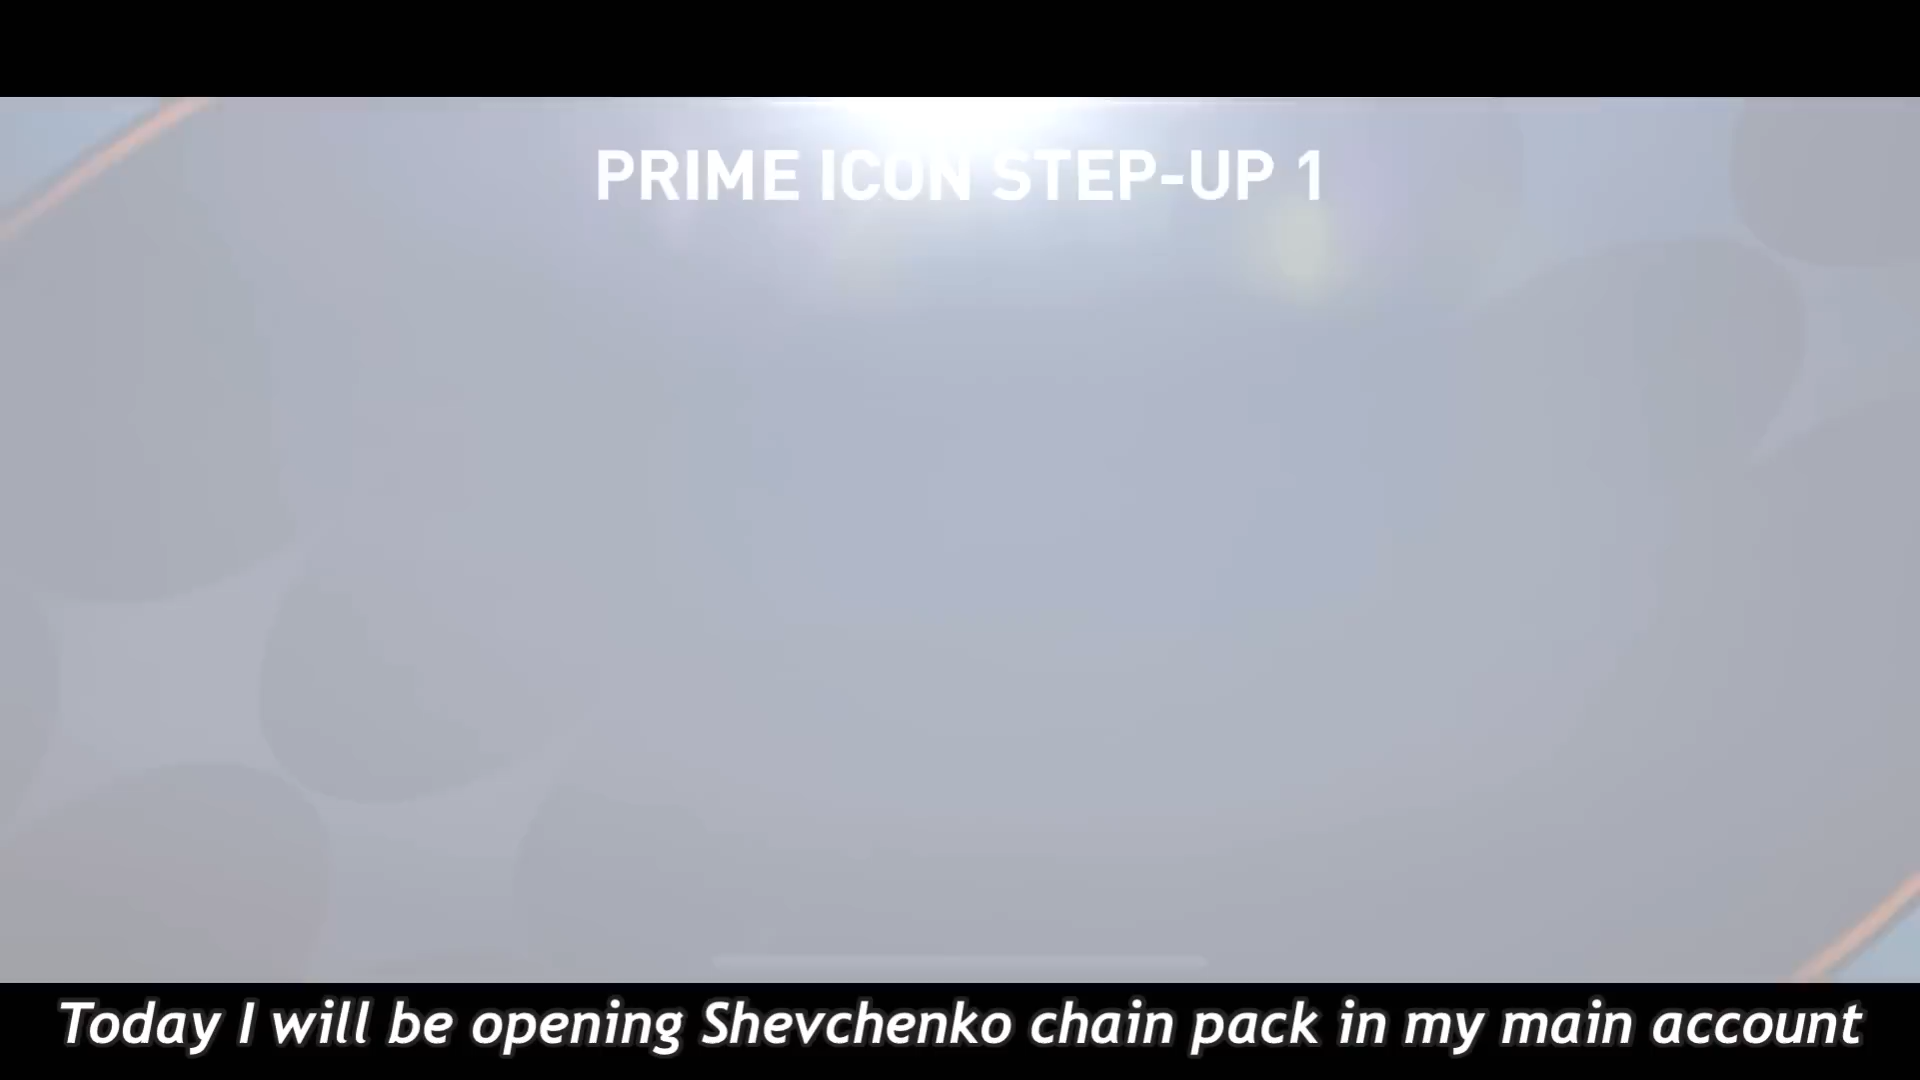 PRIME ICON STEP-UP 1
Today I will be opening Shevchenko chain pack in my main account